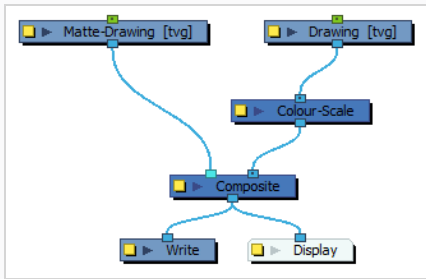 Matte-Drawing [tvg]
Drawing [tvg]
Colour-Scale
Composite
Write
Display